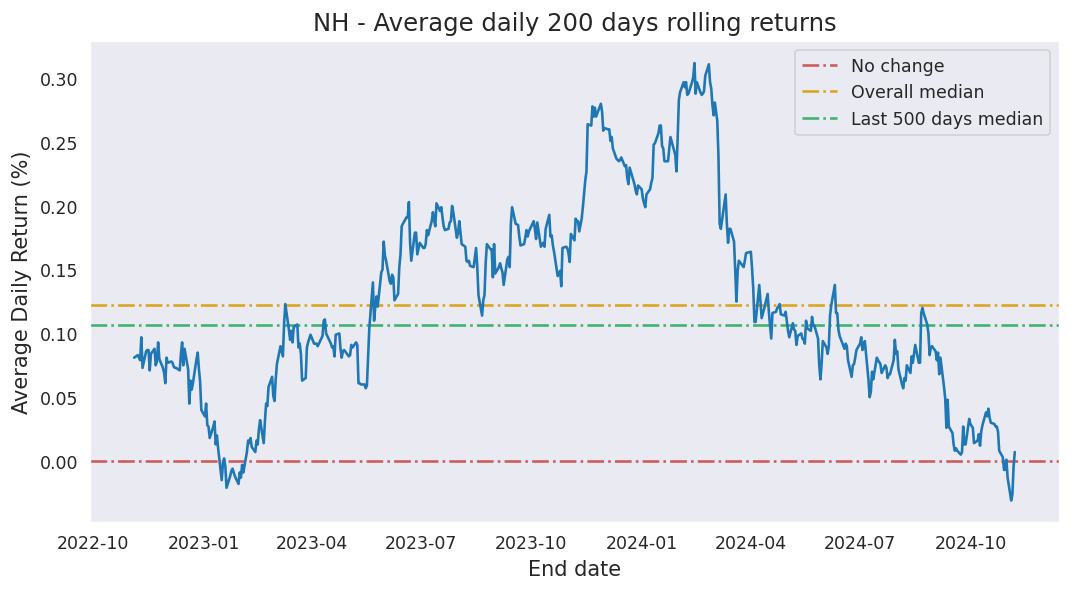 NH - Average daily 200 days rolling returns
No change
Overall median
Last 500 days median
Average Daily Return (%)
0.30
0.25
0.20
0.15
0.10
0.05
0.00
2022-10 2023-01 2023-04 2023-07 2023-10 2024-01 2024-04 2024-07 2024-10
End date